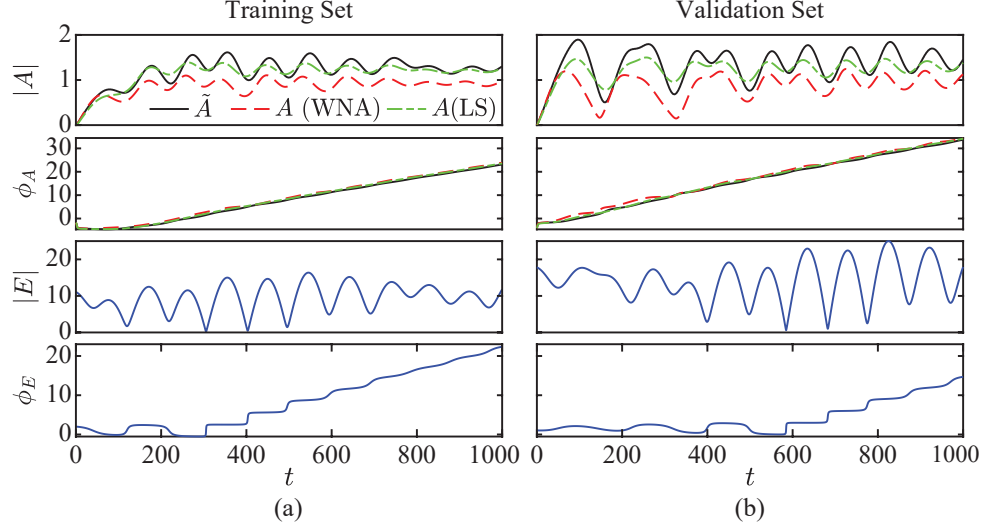 Training Set
Validation Set
|A|
2
1
0
Ã
A (WNA)
A(LS)
ϕ_A
30
20
10
0
|E|
20
10
0
ϕ_E
20
10
0
0
200
400
600
800
1000
0
200
400
600
800
1000
t
t
(a)
(b)